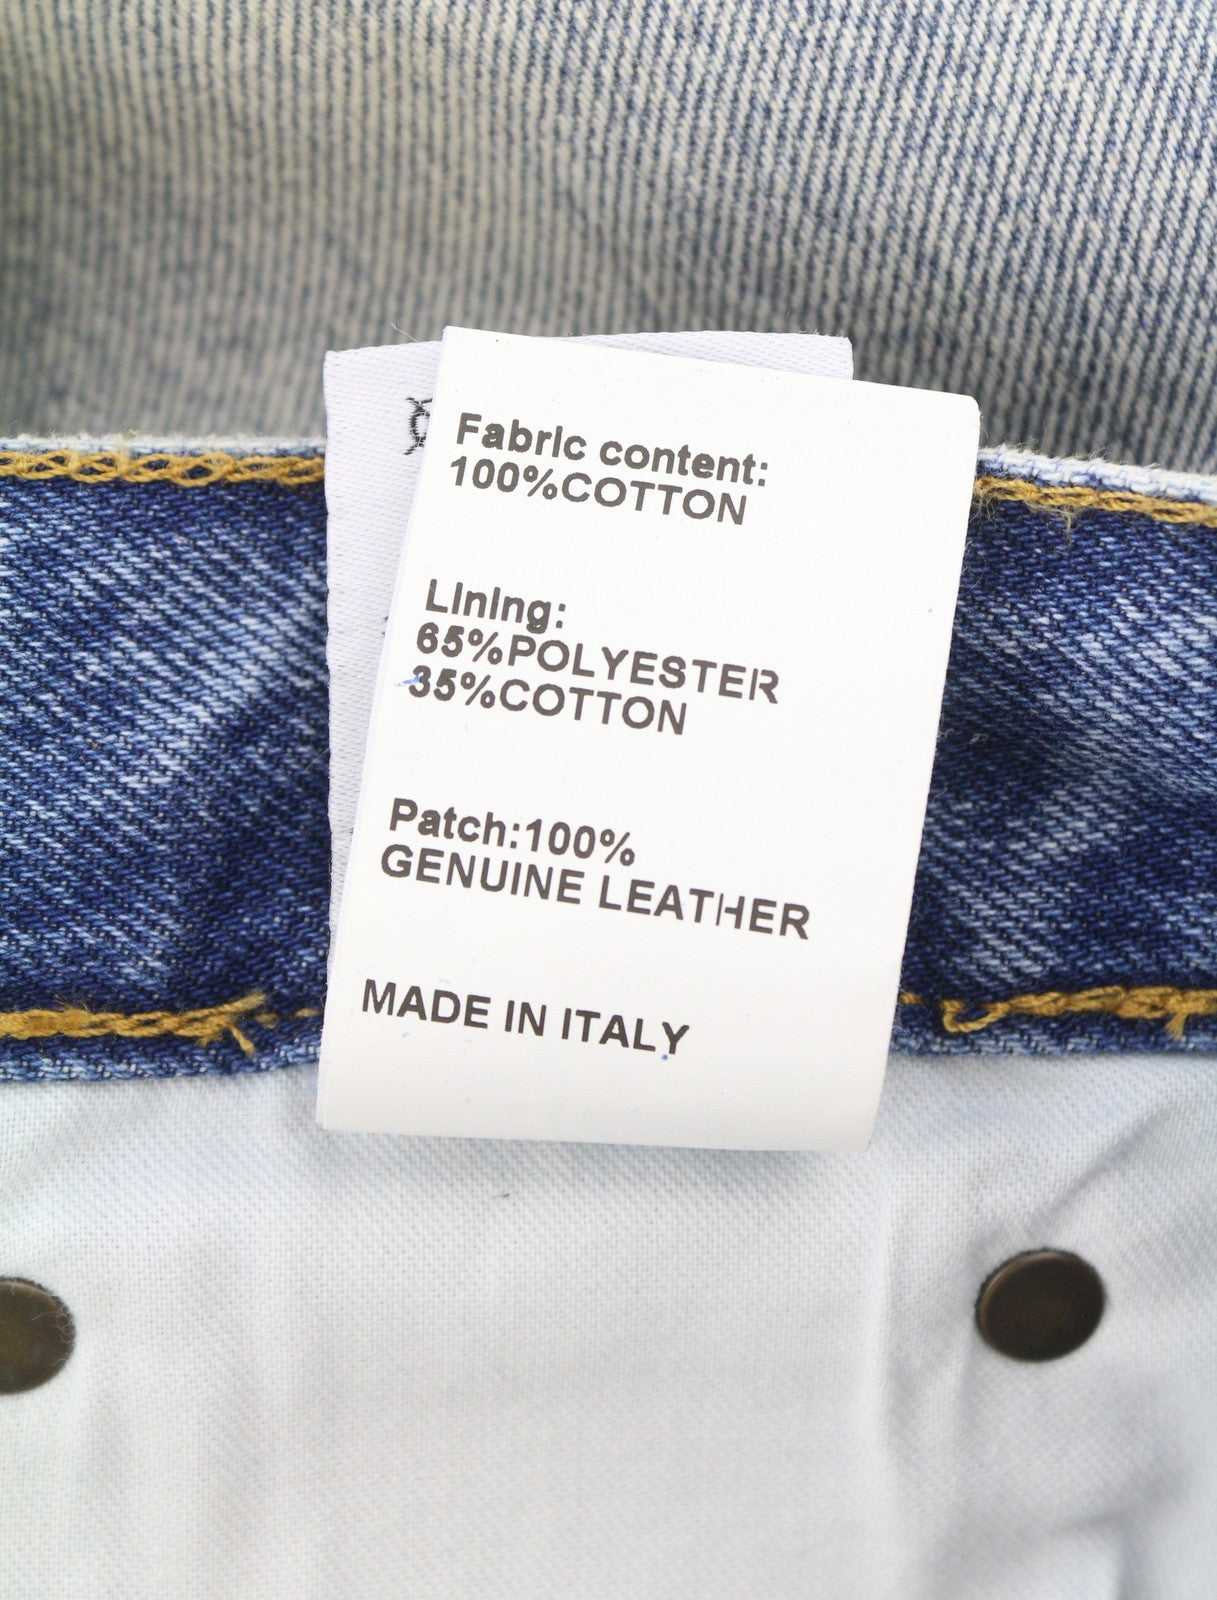 Fabric content:
100%COTTON
Lining:
65%POLYESTER
35%COTTON
Patch:100%
GENUINE LEATHER
MADE IN ITALY